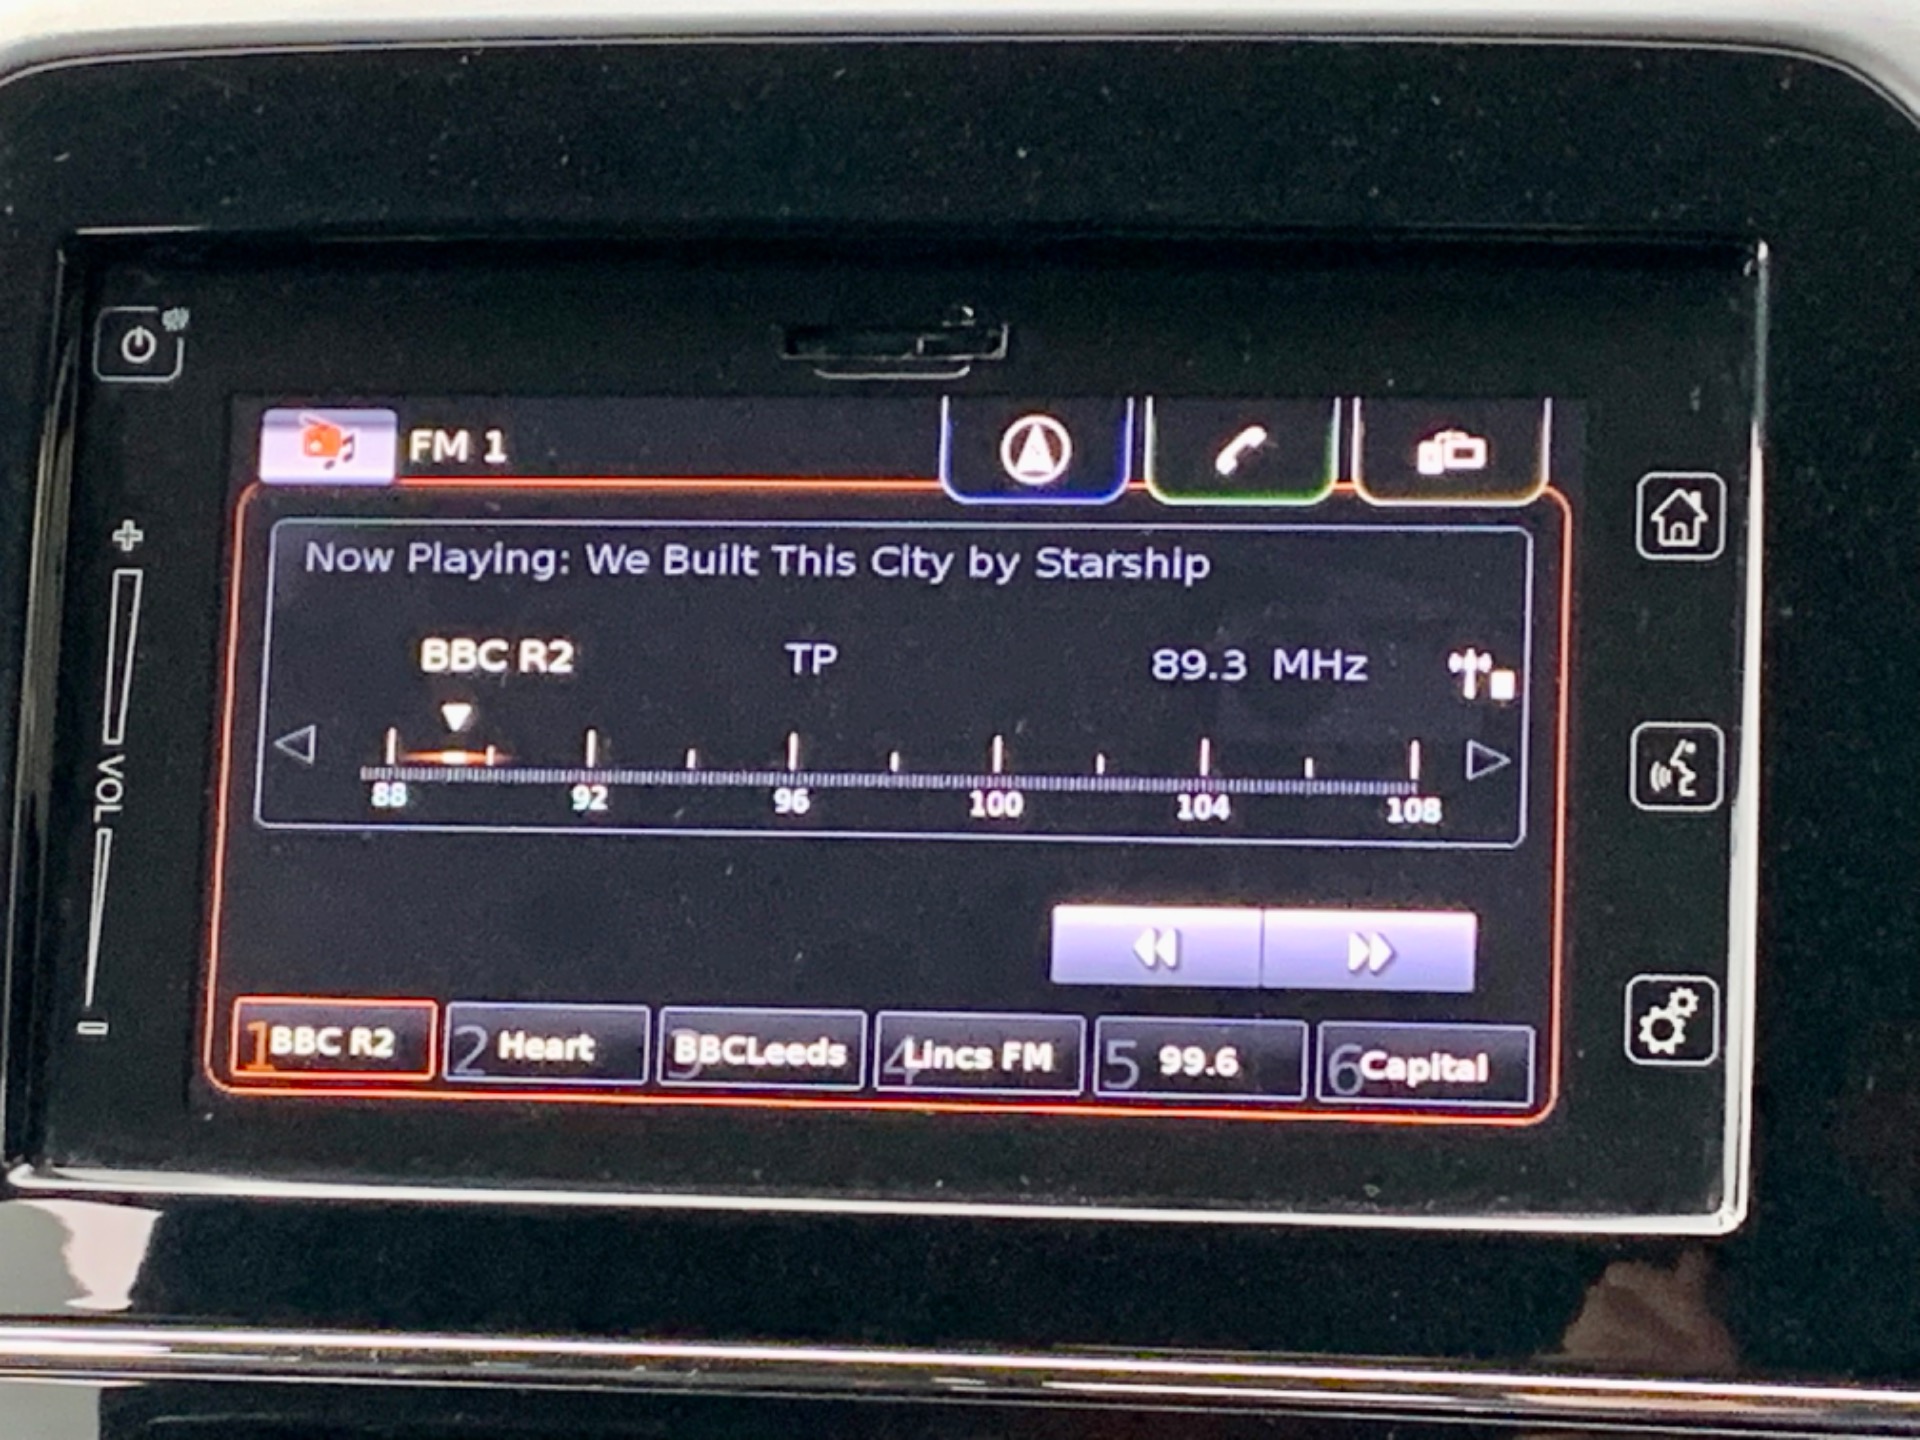 FM 1
Now Playing: We Built This City by Starship
BBC R2 TP 89.3 MHz
88 92 96 100 104 108
VOL
1 BBC R2 2 Heart 3 BBCLeeds 4 Lincs FM 5 99.6 6 Capital